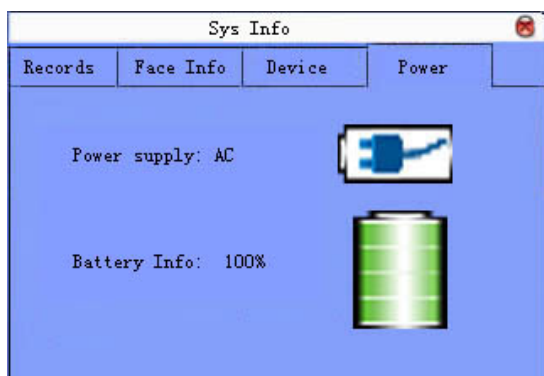 Sys Info
Records Face Info Device Power
Power supply: AC
Battery Info: 100%